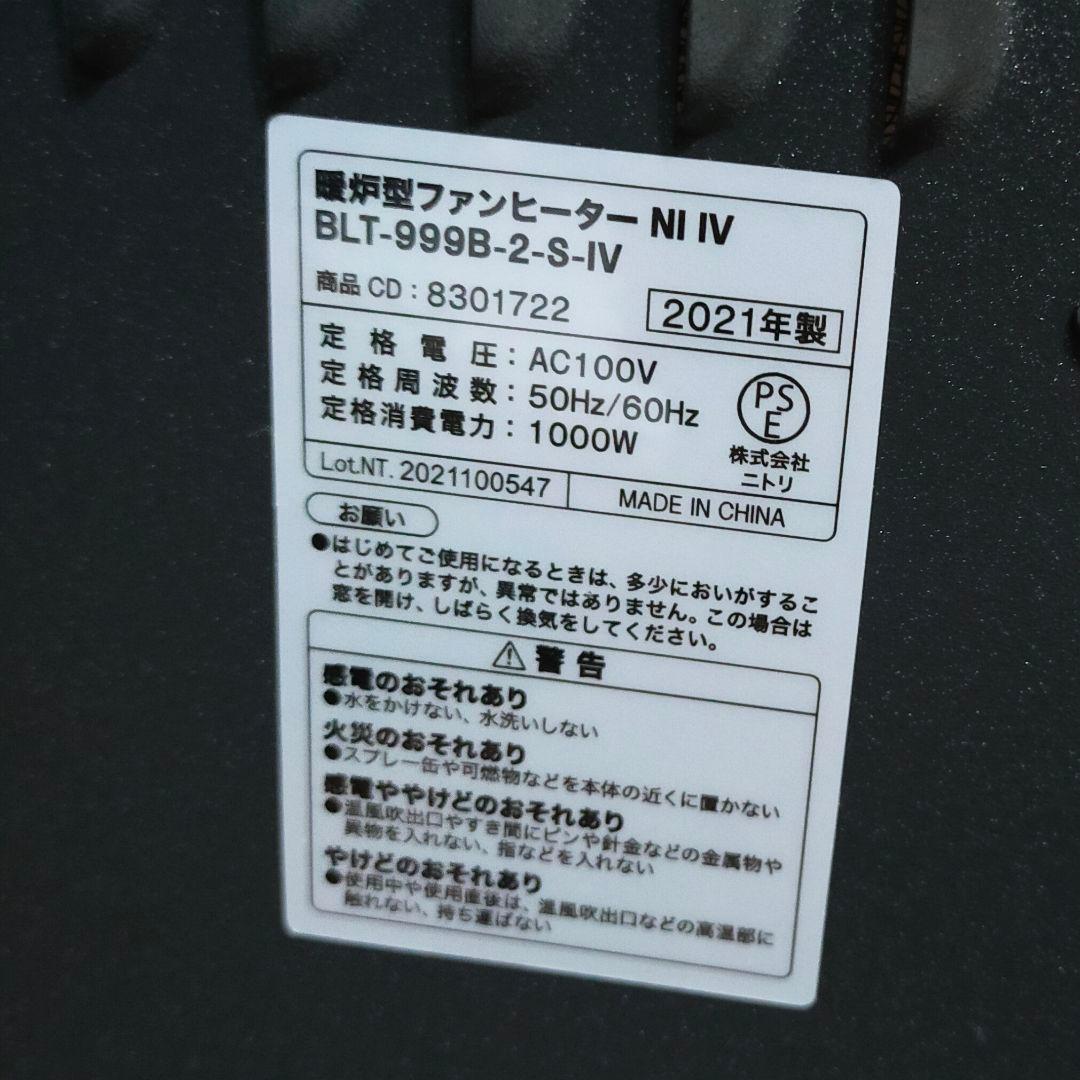 暖炉型ファンヒーター NI IV
BLT-999B-2-S-IV
商品 CD : 8301722
2021年製
定格電圧 : AC100V
定格周波数 : 50Hz/60Hz
定格消費電力 : 1000W
PSE
株式会社
ニトリ
Lot.NT. 2021100547
MADE IN CHINA
お願い
●はじめてご使用になるときは、多少においがするこ
とがありますが、異常ではありません。この場合は
窓を開け、しばらく換気をしてください。
⚠警告
感電のおそれあり
●水をかけない、水洗いしない
火災のおそれあり
●スプレー缶や可燃物などを本体の近くに置かない
感電ややけどのおそれあり
●温風吹出口やすき間にピンや針金などの金属物や
異物を入れない、指などを入れない
やけどのおそれあり
●使用中や使用直後は、温風吹出口などの高温部に
触れない、持ち運ばない